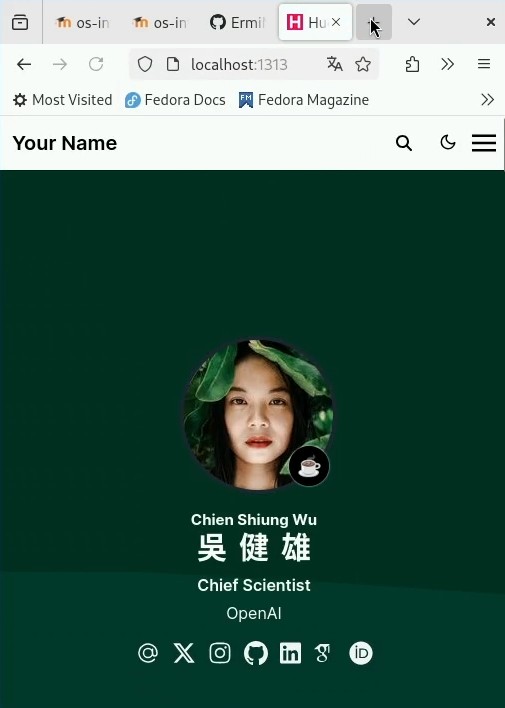 os-in
os-in
Ermi
Hu
localhost:1313
Most Visited
Fedora Docs
Fedora Magazine
Your Name
Chien Shiung Wu
吳健雄
Chief Scientist
OpenAI